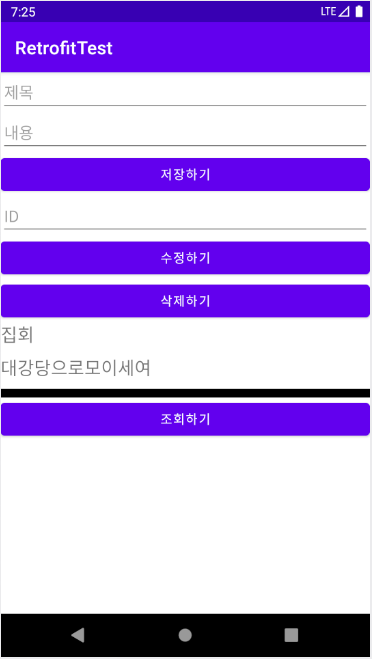 7:25 LTE
RetrofitTest
제목
내용
저장하기
ID
수정하기
삭제하기
집회
대강당으로모이세여
조회하기